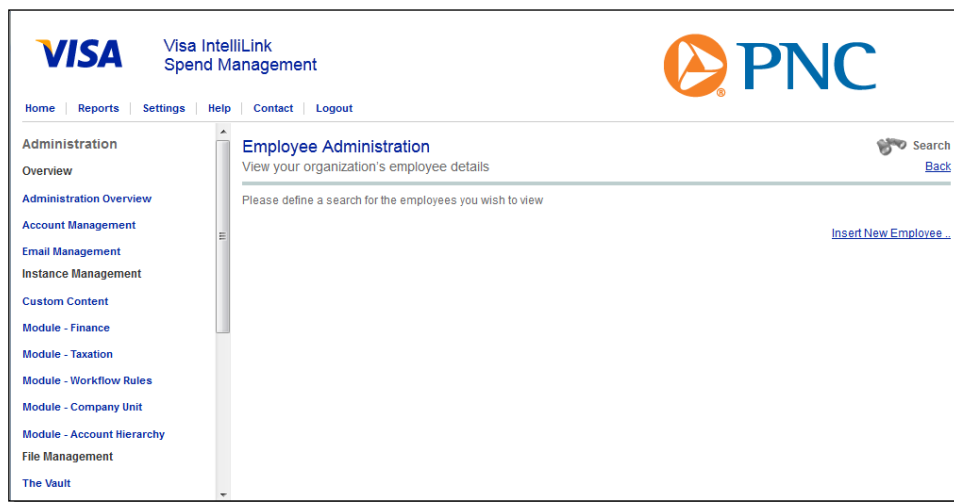 VISA
Visa IntelliLink
Spend Management
PNC
®
Home | Reports | Settings | Help | Contact | Logout
Administration
Overview
Administration Overview
Account Management
Email Management
Instance Management
Custom Content
Module - Finance
Module - Taxation
Module - Workflow Rules
Module - Company Unit
Module - Account Hierarchy
File Management
The Vault
Employee Administration
View your organization's employee details
Search
Back
Please define a search for the employees you wish to view
Insert New Employee ..